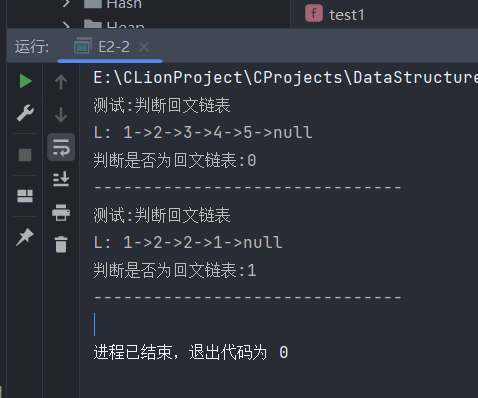 Hash
Heap
test1
运行:
E2-2
E:\CLionProject\CProjects\DataStructure
测试:判断回文链表
L: 1->2->3->4->5->null
判断是否为回文链表:0
-------------------------------
测试:判断回文链表
L: 1->2->2->1->null
判断是否为回文链表:1
-------------------------------
进程已结束，退出代码为 0